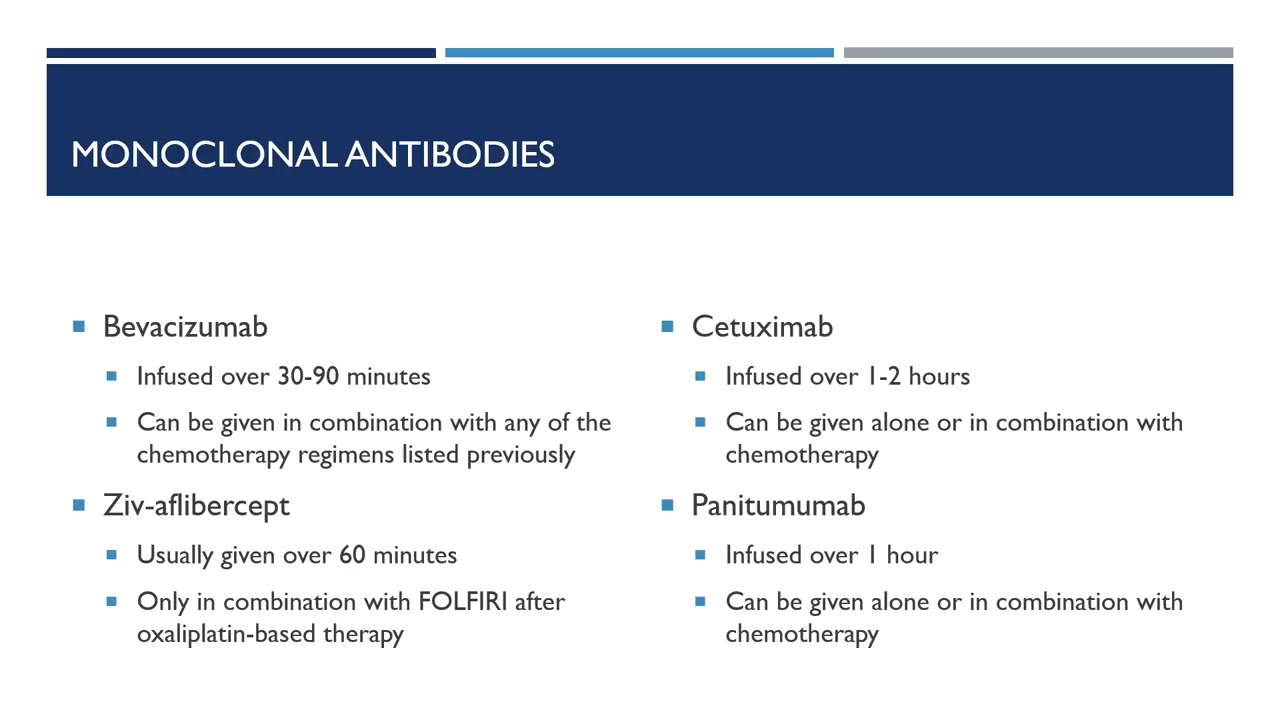 MONOCLONAL ANTIBODIES
Bevacizumab
Infused over 30-90 minutes
Can be given in combination with any of the
chemotherapy regimens listed previously
Ziv-aflibercept
Usually given over 60 minutes
Only in combination with FOLFIRI after
oxaliplatin-based therapy
Cetuximab
Infused over 1-2 hours
Can be given alone or in combination with
chemotherapy
Panitumumab
Infused over 1 hour
Can be given alone or in combination with
chemotherapy